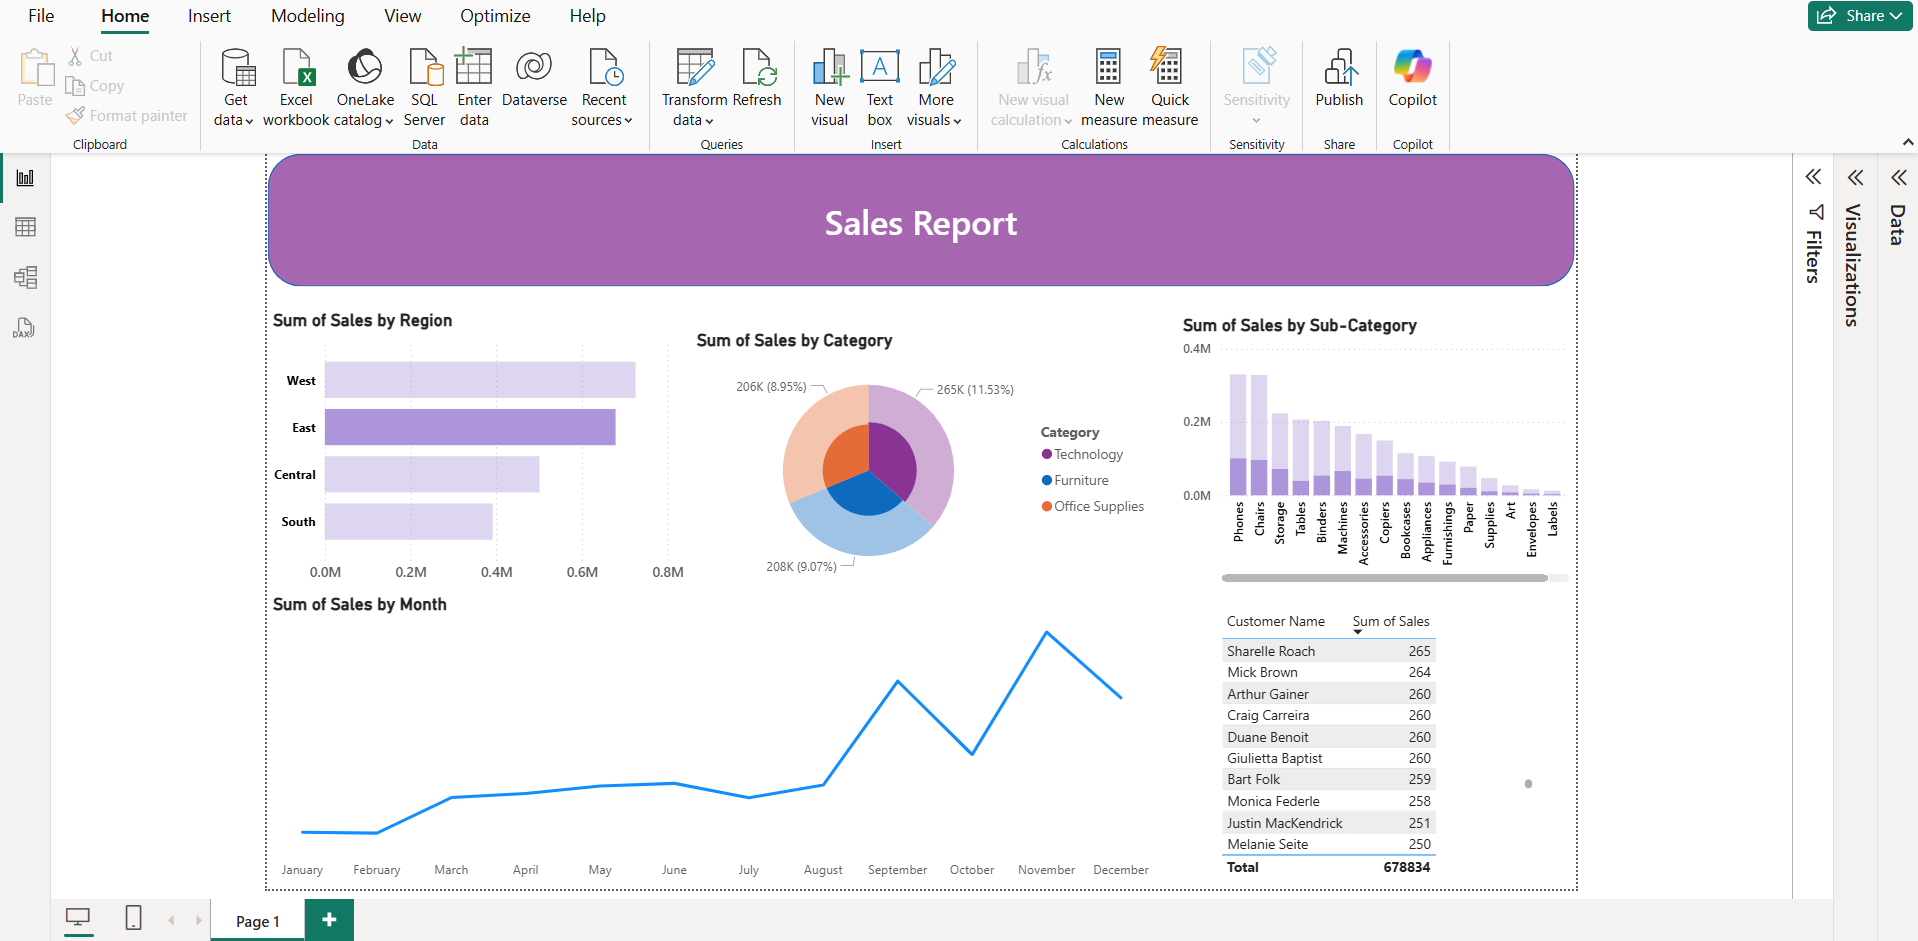 File Home Insert Modeling View Optimize Help
Share
Paste
Cut
Copy
Format painter
Clipboard
Get data
Excel workbook
OneLake catalog
SQL Server
Enter data
Dataverse
Recent sources
Data
Transform data
Refresh
Queries
New visual
Text box
More visuals
Insert
New visual calculation
New measure
Quick measure
Calculations
Sensitivity
Sensitivity
Publish
Share
Copilot
Copilot
DAX
Filters
Visualizations
Data
Sales Report
Sum of Sales by Region
West
East
Central
South
0.0M 0.2M 0.4M 0.6M 0.8M
Sum of Sales by Category
206K (8.95%)
265K (11.53%)
208K (9.07%)
Category
Technology
Furniture
Office Supplies
Sum of Sales by Sub-Category
0.4M
0.2M
0.0M
Phones
Chairs
Storage
Tables
Binders
Machines
Accessories
Copiers
Bookcases
Appliances
Furnishings
Paper
Supplies
Art
Envelopes
Labels
Sum of Sales by Month
January February March April May June July August September October November December
Customer Name Sum of Sales
Sharelle Roach 265
Mick Brown 264
Arthur Gainer 260
Craig Carreira 260
Duane Benoit 260
Giulietta Baptist 260
Bart Folk 259
Monica Federle 258
Justin MacKendrick 251
Melanie Seite 250
Total 678834
Page 1